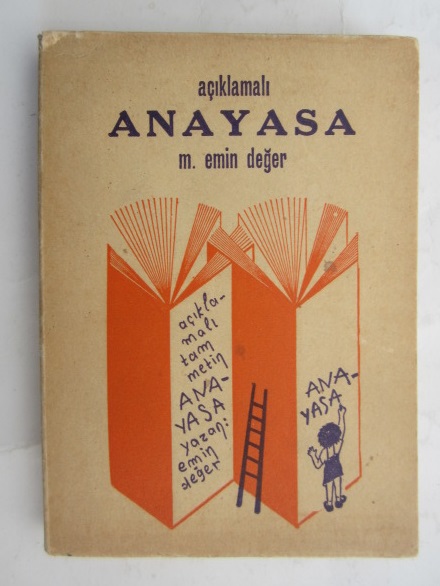 açıklamalı
ANAYASA
m. emin değer
açıkla-
malı
tam
metin
ANA-
YASA
yazan:
emin
değer
ANA-
YASA